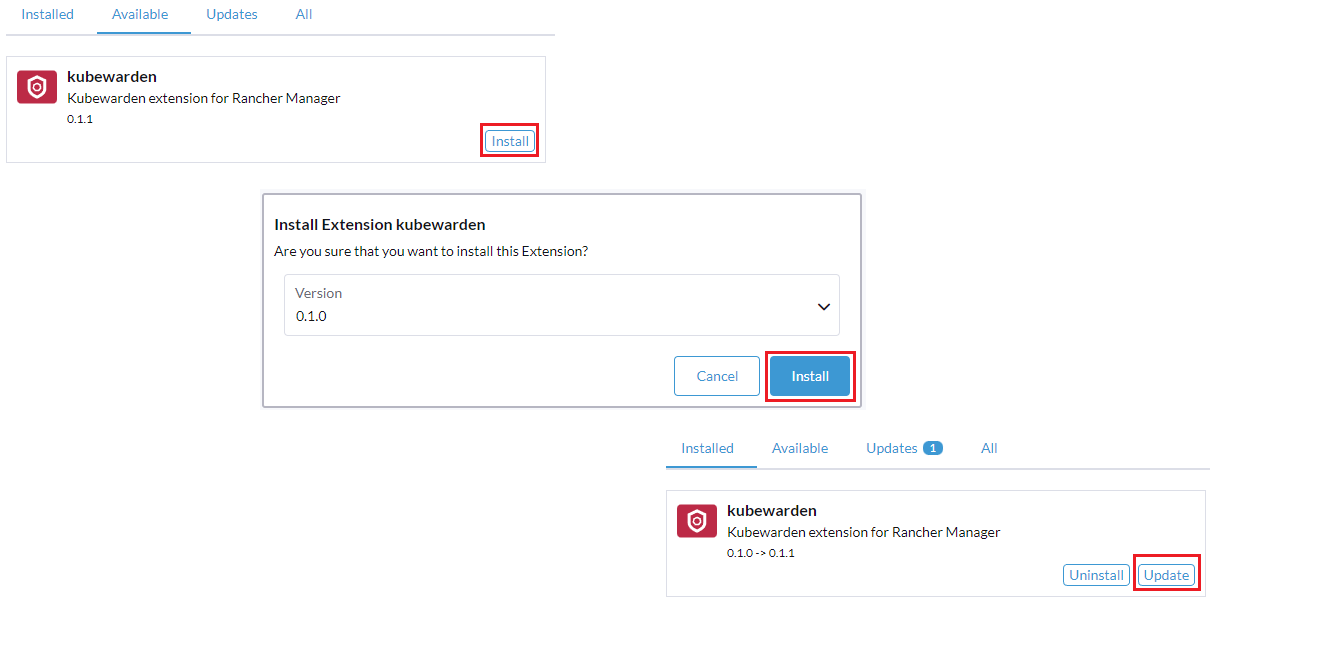 Installed Available Updates All
kubewarden
Kubewarden extension for Rancher Manager
0.1.1
Install
Install Extension kubewarden
Are you sure that you want to install this Extension?
Version
0.1.0
Cancel Install
Installed Available Updates 1 All
kubewarden
Kubewarden extension for Rancher Manager
0.1.0 -> 0.1.1
Uninstall Update